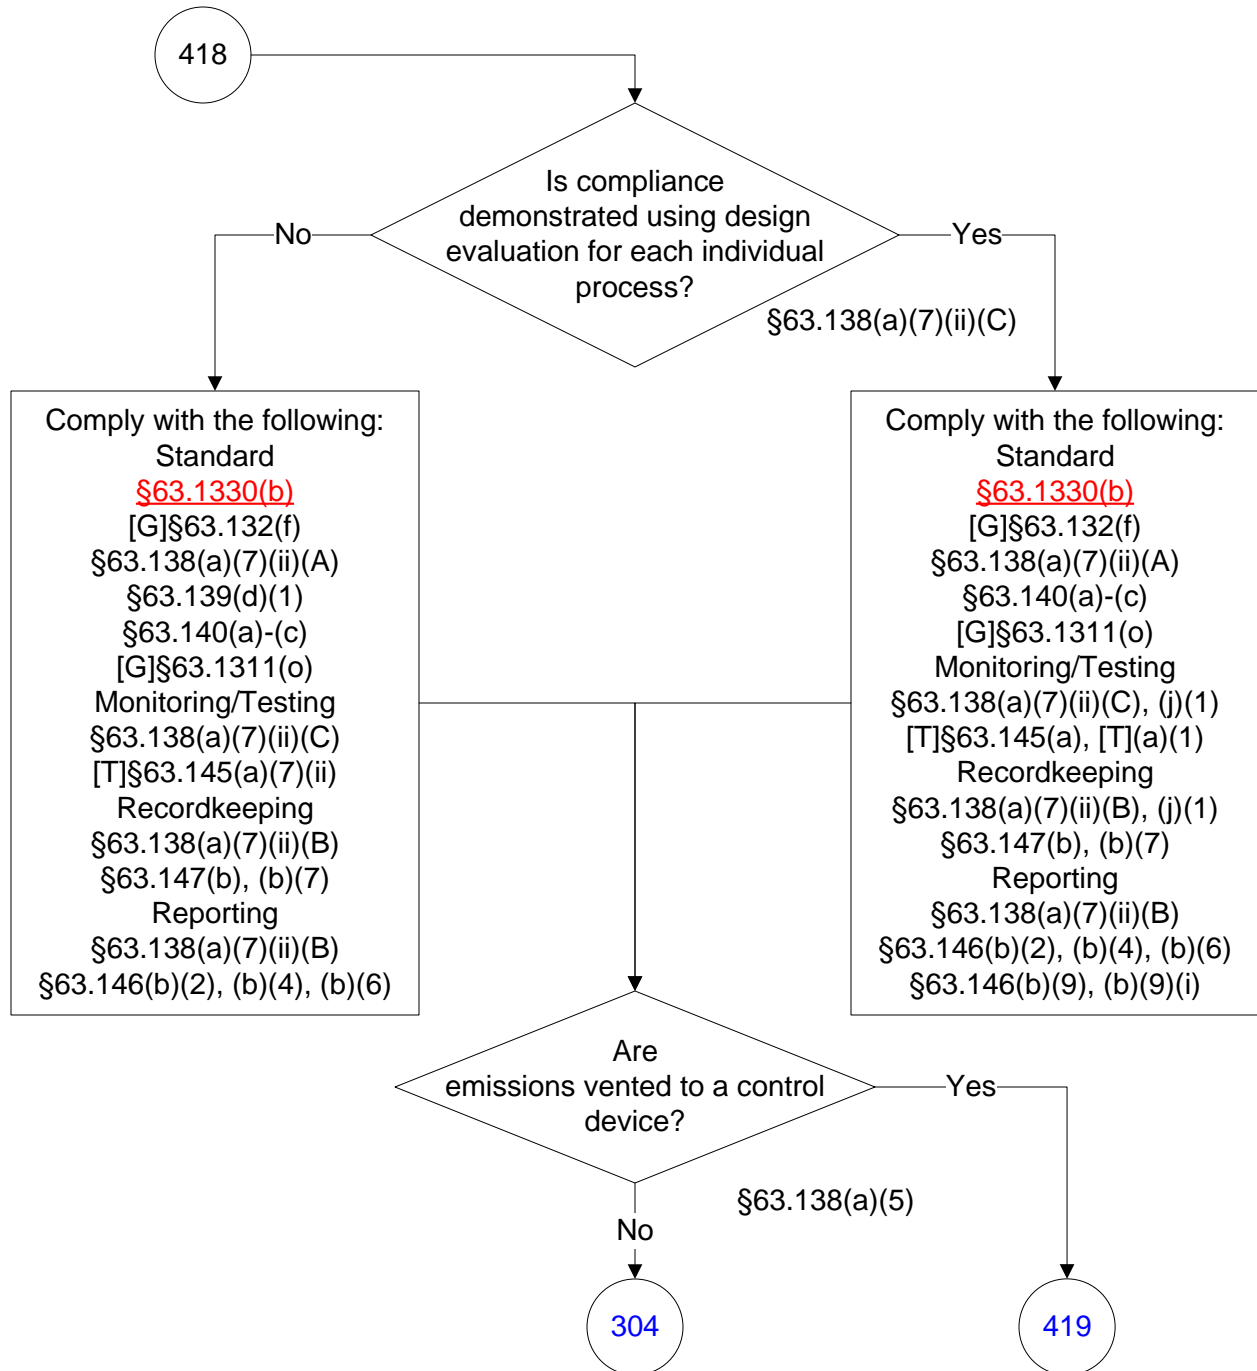 418
Is compliance
demonstrated using design
evaluation for each individual
process?
No
Yes
§63.138(a)(7)(ii)(C)
Comply with the following:
Standard
§63.1330(b)
[G]§63.132(f)
§63.138(a)(7)(ii)(A)
§63.139(d)(1)
§63.140(a)-(c)
[G]§63.1311(o)
Monitoring/Testing
§63.138(a)(7)(ii)(C)
[T]§63.145(a)(7)(ii)
Recordkeeping
§63.138(a)(7)(ii)(B)
§63.147(b), (b)(7)
Reporting
§63.138(a)(7)(ii)(B)
§63.146(b)(2), (b)(4), (b)(6)
Comply with the following:
Standard
§63.1330(b)
[G]§63.132(f)
§63.138(a)(7)(ii)(A)
§63.140(a)-(c)
[G]§63.1311(o)
Monitoring/Testing
§63.138(a)(7)(ii)(C), (j)(1)
[T]§63.145(a), [T](a)(1)
Recordkeeping
§63.138(a)(7)(ii)(B), (j)(1)
§63.147(b), (b)(7)
Reporting
§63.138(a)(7)(ii)(B)
§63.146(b)(2), (b)(4), (b)(6)
§63.146(b)(9), (b)(9)(i)
Are
emissions vented to a control
device?
Yes
§63.138(a)(5)
No
304
419